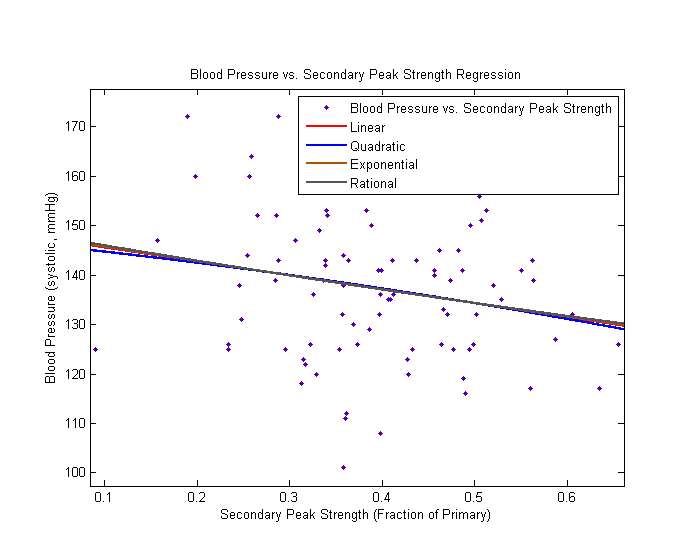 Blood Pressure vs. Secondary Peak Strength Regression
Blood Pressure vs. Secondary Peak Strength
Linear
Quadratic
Exponential
Rational
Blood Pressure (systolic, mmHg)
170
160
150
140
130
120
110
100
0.1 0.2 0.3 0.4 0.5 0.6
Secondary Peak Strength (Fraction of Primary)